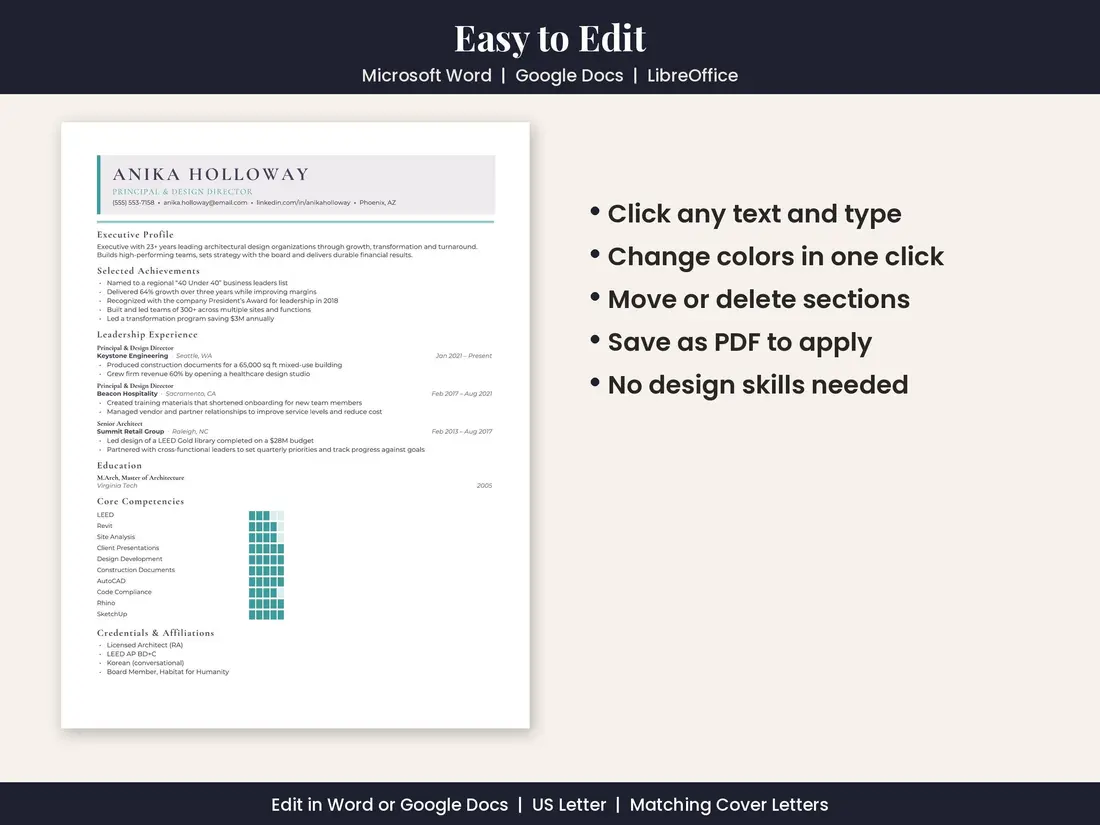 Easy to Edit
Microsoft Word | Google Docs | LibreOffice
ANIKA HOLLOWAY
PRINCIPAL & DESIGN DIRECTOR
(555) 553-7158 • anika.holloway@email.com • linkedin.com/in/anikaholloway • Phoenix, AZ
Executive Profile
Executive with 23+ years leading architectural design organizations through growth, transformation and turnaround.
Builds high-performing teams, sets strategy with the board and delivers durable financial results.
Selected Achievements
• Named to a regional "40 Under 40" business leaders list
• Delivered 64% growth over three years while improving margins
• Recognized with the company President's Award for leadership in 2018
• Built and led teams of 300+ across multiple sites and functions
• Led a transformation program saving $3M annually
Leadership Experience
Principal & Design Director
Keystone Engineering · Seattle, WA Jan 2021 – Present
• Produced construction documents for a 65,000 sq ft mixed-use building
• Grew firm revenue 60% by opening a healthcare design studio
Principal & Design Director
Beacon Hospitality · Sacramento, CA Feb 2017 – Aug 2021
• Created training materials that shortened onboarding for new team members
• Managed vendor and partner relationships to improve service levels and reduce cost
Senior Architect
Summit Retail Group · Raleigh, NC Feb 2013 – Aug 2017
• Led design of a LEED Gold library completed on a $28M budget
• Partnered with cross-functional leaders to set quarterly priorities and track progress against goals
Education
M.Arch, Master of Architecture
Virginia Tech 2005
Core Competencies
LEED
Revit
Site Analysis
Client Presentations
Design Development
Construction Documents
AutoCAD
Code Compliance
Rhino
SketchUp
Credentials & Affiliations
• Licensed Architect (RA)
• LEED AP BD+C
• Korean (conversational)
• Board Member, Habitat for Humanity
• Click any text and type
• Change colors in one click
• Move or delete sections
• Save as PDF to apply
• No design skills needed
Edit in Word or Google Docs | US Letter | Matching Cover Letters